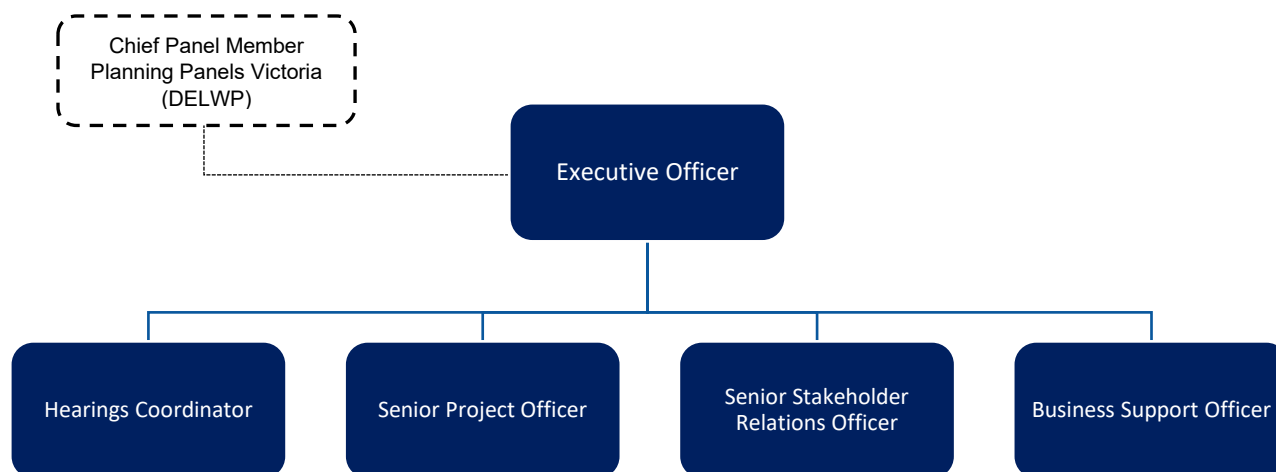 Chief Panel Member
Planning Panels Victoria
(DELWP)
Executive Officer
Hearings Coordinator
Senior Project Officer
Senior Stakeholder
Relations Officer
Business Support Officer